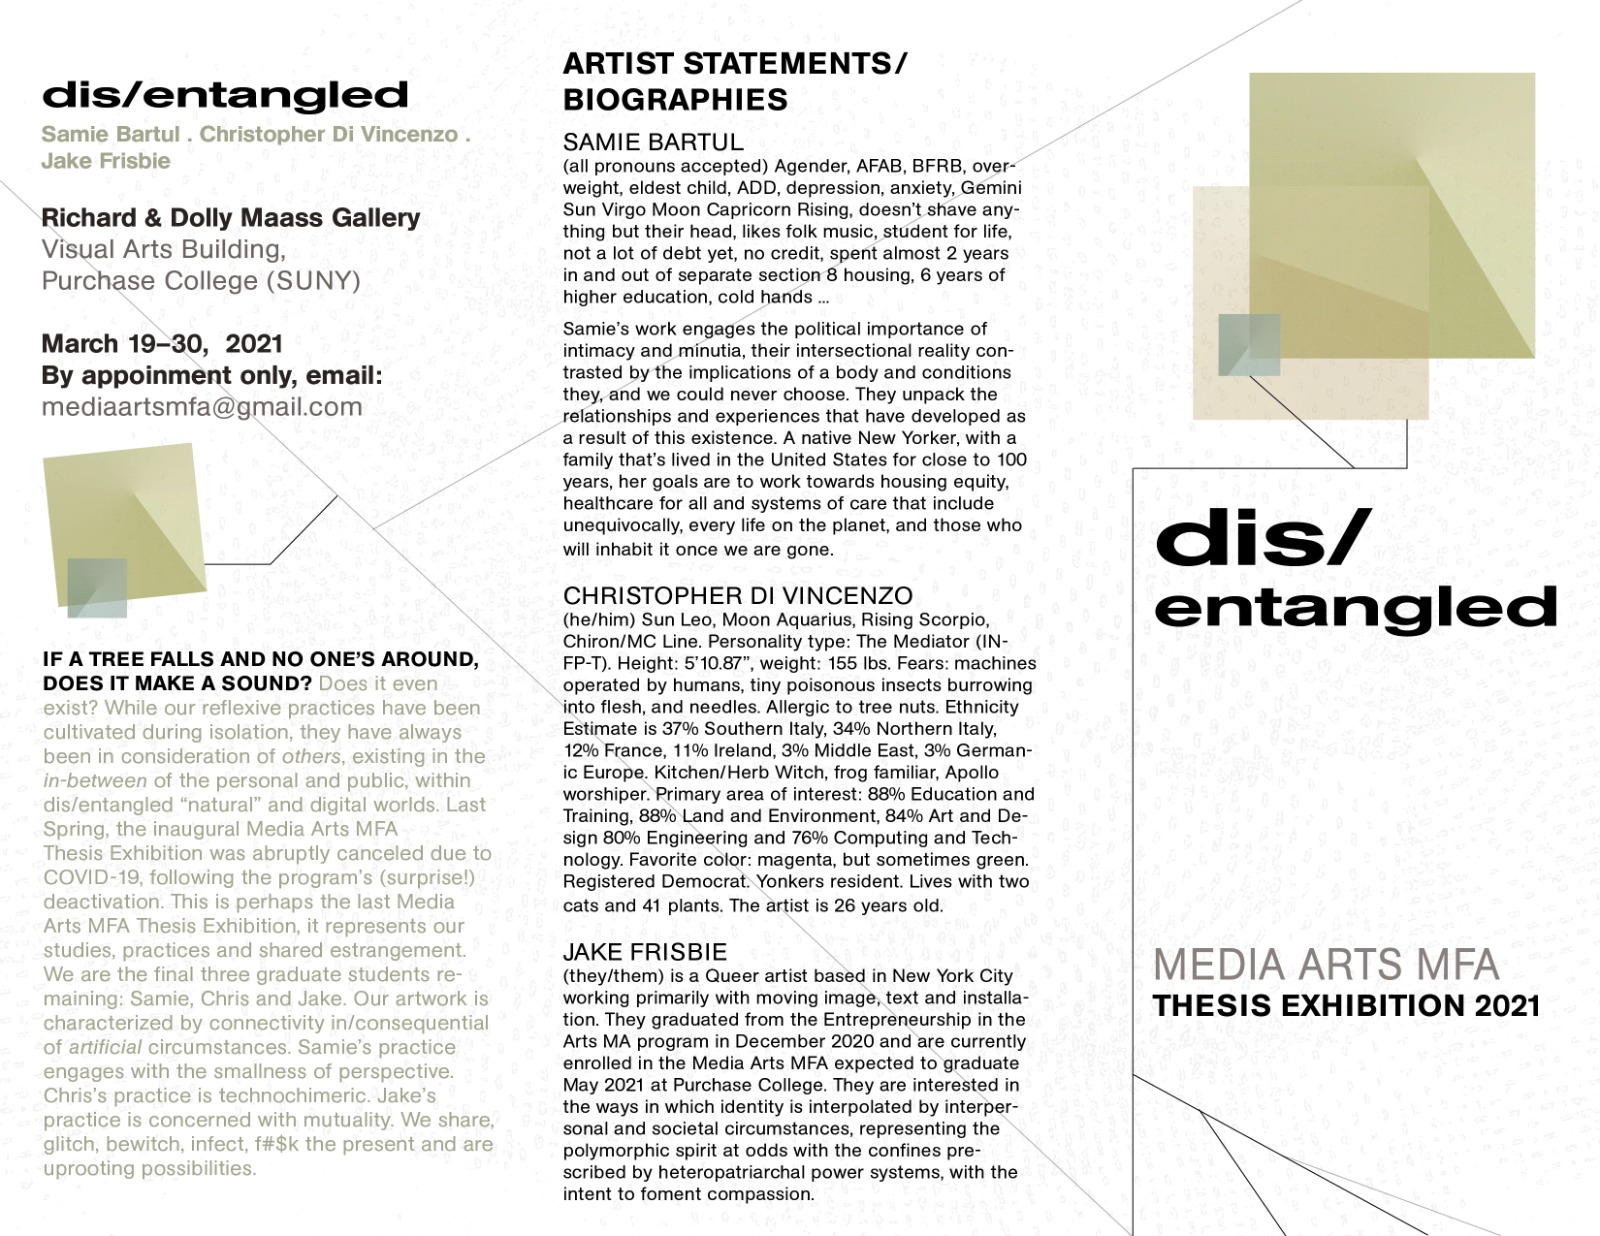 dis/entangled
Samie Bartul . Christopher Di Vincenzo .
Jake Frisbie
Richard & Dolly Maass Gallery
Visual Arts Building,
Purchase College (SUNY)
March 19–30, 2021
By appoinment only, email:
mediaartsmfa@gmail.com
IF A TREE FALLS AND NO ONE’S AROUND,
DOES IT MAKE A SOUND? Does it even
exist? While our reflexive practices have been
cultivated during isolation, they have always
been in consideration of others, existing in the
in-between of the personal and public, within
dis/entangled “natural” and digital worlds. Last
Spring, the inaugural Media Arts MFA
Thesis Exhibition was abruptly canceled due to
COVID-19, following the program’s (surprise!)
deactivation. This is perhaps the last Media
Arts MFA Thesis Exhibition, it represents our
studies, practices and shared estrangement.
We are the final three graduate students re-
maining: Samie, Chris and Jake. Our artwork is
characterized by connectivity in/consequential
of artificial circumstances. Samie’s practice
engages with the smallness of perspective.
Chris’s practice is technochimeric. Jake’s
practice is concerned with mutuality. We share,
glitch, bewitch, infect, f#$k the present and are
uprooting possibilities.
ARTIST STATEMENTS/
BIOGRAPHIES
SAMIE BARTUL
(all pronouns accepted) Agender, AFAB, BFRB, over-
weight, eldest child, ADD, depression, anxiety, Gemini
Sun Virgo Moon Capricorn Rising, doesn’t shave any-
thing but their head, likes folk music, student for life,
not a lot of debt yet, no credit, spent almost 2 years
in and out of separate section 8 housing, 6 years of
higher education, cold hands ...
Samie’s work engages the political importance of
intimacy and minutia, their intersectional reality con-
trasted by the implications of a body and conditions
they, and we could never choose. They unpack the
relationships and experiences that have developed as
a result of this existence. A native New Yorker, with a
family that’s lived in the United States for close to 100
years, her goals are to work towards housing equity,
healthcare for all and systems of care that include
unequivocally, every life on the planet, and those who
will inhabit it once we are gone.
CHRISTOPHER DI VINCENZO
(he/him) Sun Leo, Moon Aquarius, Rising Scorpio,
Chiron/MC Line. Personality type: The Mediator (IN-
FP-T). Height: 5’10.87”, weight: 155 lbs. Fears: machines
operated by humans, tiny poisonous insects burrowing
into flesh, and needles. Allergic to tree nuts. Ethnicity
Estimate is 37% Southern Italy, 34% Northern Italy,
12% France, 11% Ireland, 3% Middle East, 3% German-
ic Europe. Kitchen/Herb Witch, frog familiar, Apollo
worshiper. Primary area of interest: 88% Education and
Training, 88% Land and Environment, 84% Art and De-
sign 80% Engineering and 76% Computing and Tech-
nology. Favorite color: magenta, but sometimes green.
Registered Democrat. Yonkers resident. Lives with two
cats and 41 plants. The artist is 26 years old.
JAKE FRISBIE
(they/them) is a Queer artist based in New York City
working primarily with moving image, text and installa-
tion. They graduated from the Entrepreneurship in the
Arts MA program in December 2020 and are currently
enrolled in the Media Arts MFA expected to graduate
May 2021 at Purchase College. They are interested in
the ways in which identity is interpolated by interper-
sonal and societal circumstances, representing the
polymorphic spirit at odds with the confines pre-
scribed by heteropatriarchal power systems, with the
intent to foment compassion.
dis/
entangled
MEDIA ARTS MFA
THESIS EXHIBITION 2021